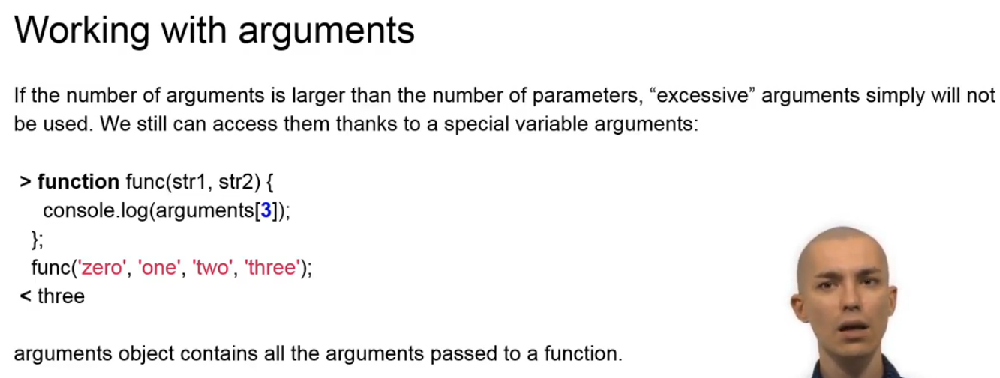 Working with arguments
If the number of arguments is larger than the number of parameters, “excessive” arguments simply will not
be used. We still can access them thanks to a special variable arguments:
> function func(str1, str2) {
console.log(arguments[3]);
};
func('zero', 'one', 'two', 'three');
< three
arguments object contains all the arguments passed to a function.